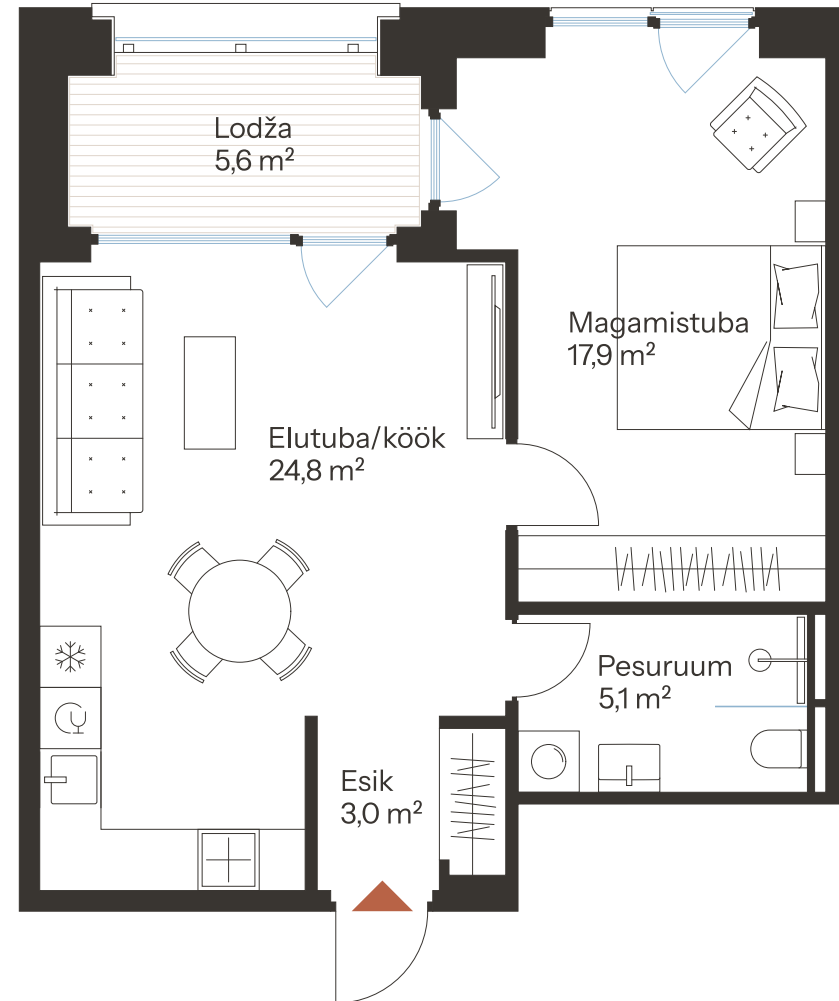 Lodža
5,6 m²
Magamistuba
17,9 m²
Elutuba/köök
24,8 m²
Pesuruum
5,1 m²
Esik
3,0 m²